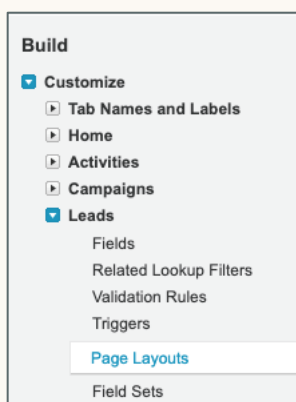 Build
Customize
Tab Names and Labels
Home
Activities
Campaigns
Leads
Fields
Related Lookup Filters
Validation Rules
Triggers
Page Layouts
Field Sets